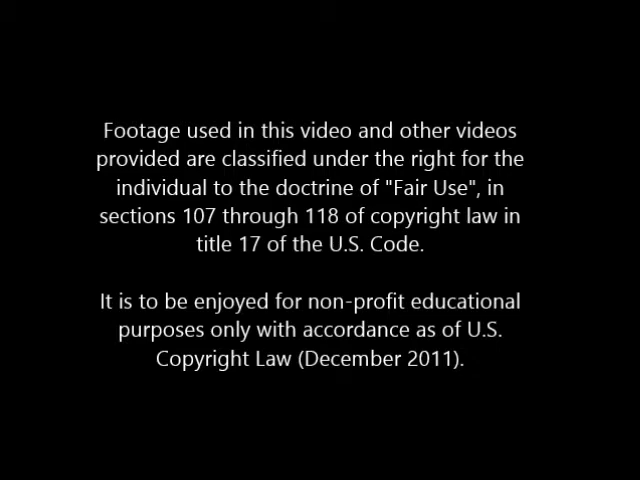 Footage used in this video and other videos
provided are classified under the right for the
individual to the doctrine of "Fair Use", in
sections 107 through 118 of copyright law in
title 17 of the U.S. Code.
It is to be enjoyed for non-profit educational
purposes only with accordance as of U.S.
Copyright Law (December 2011).